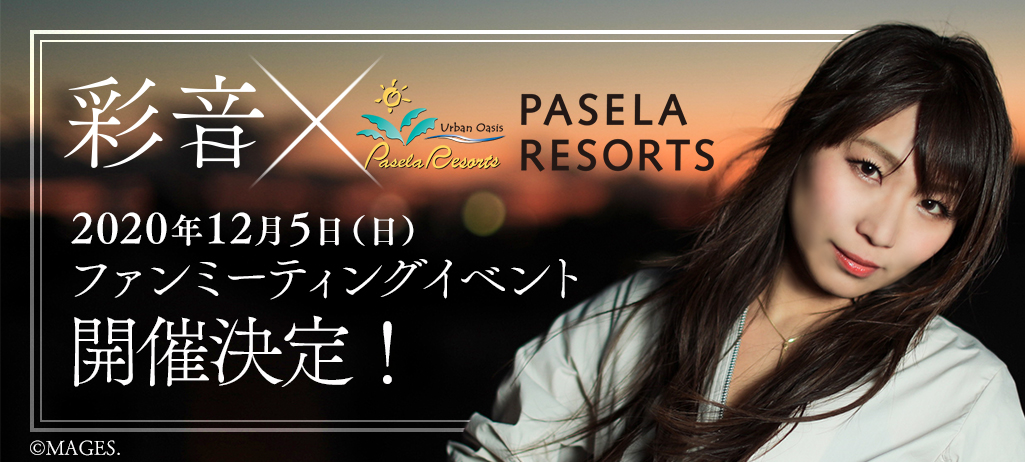 彩音×
Urban Oasis
Pasela Resorts
PASELA
RESORTS
2020年12月5日（日）
ファンミーティングイベント
開催決定！
©MAGES.